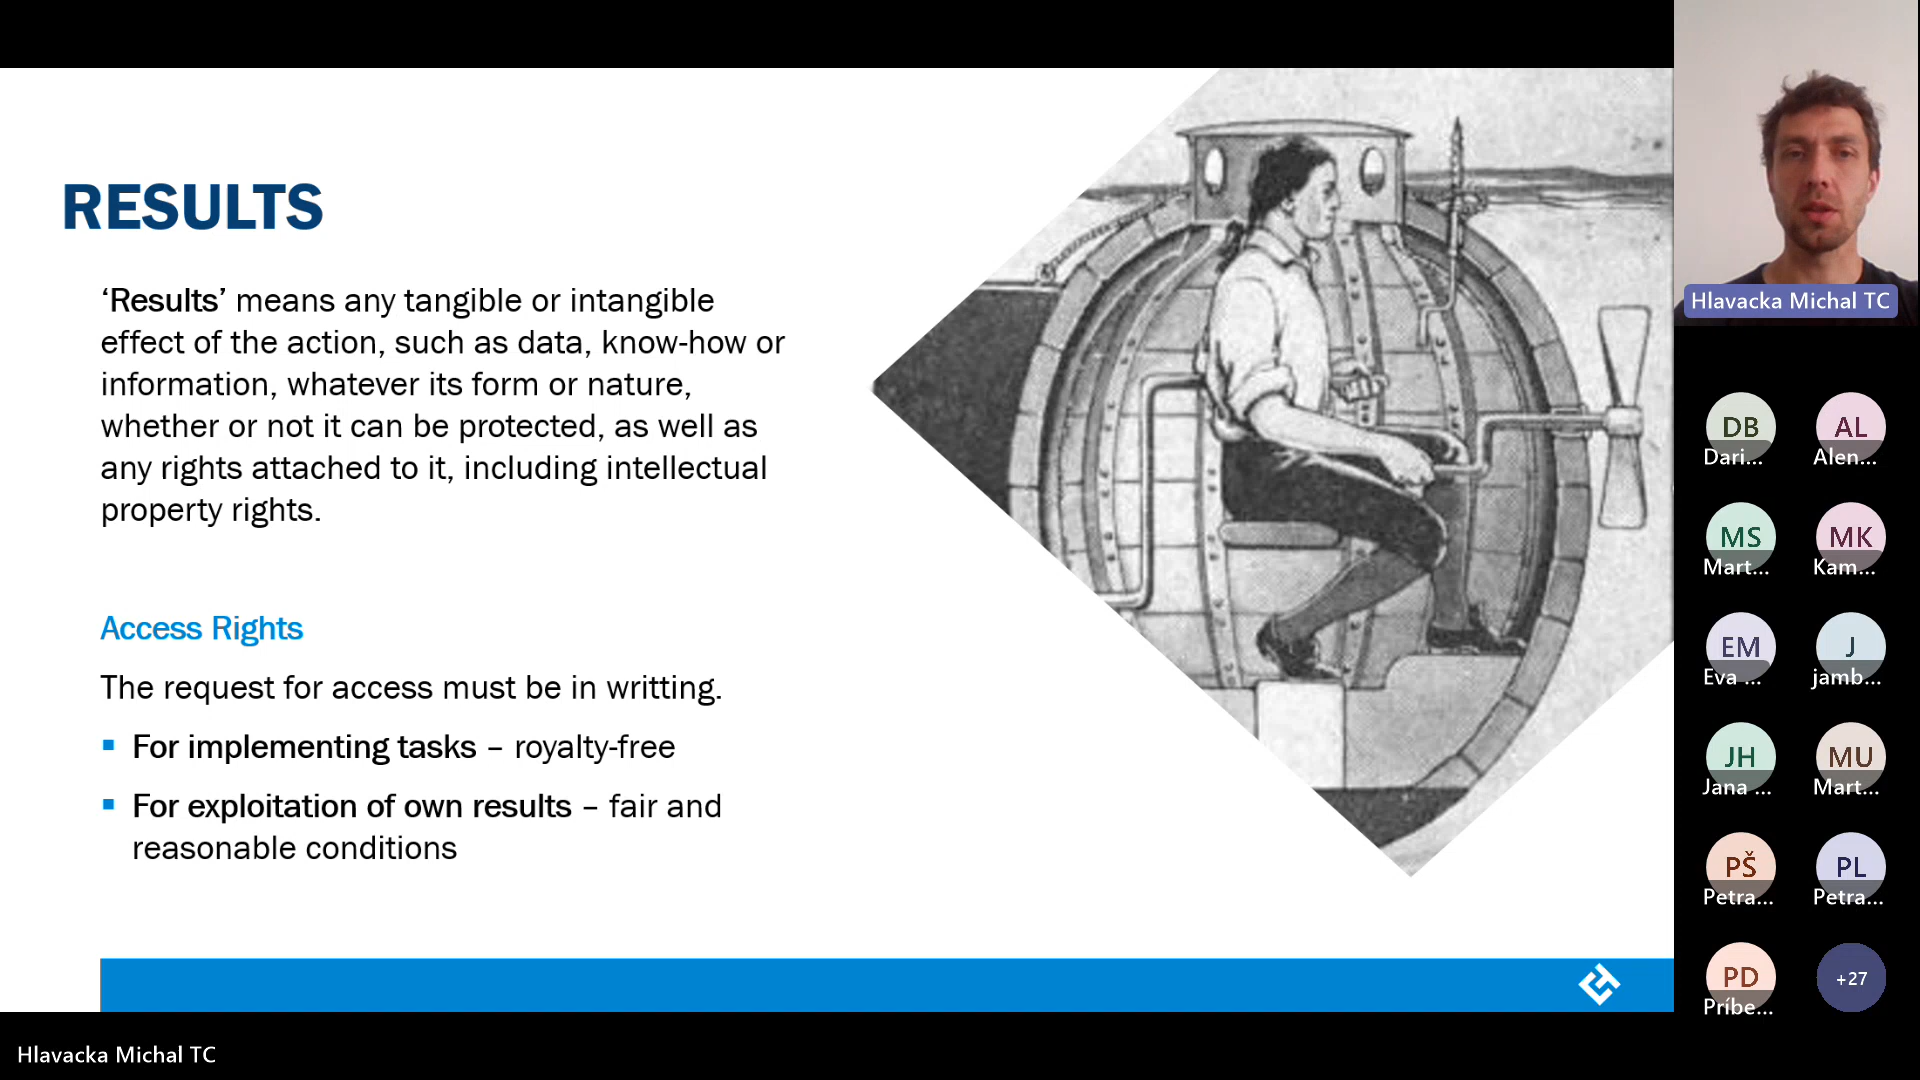 RESULTS
‘Results’ means any tangible or intangible
effect of the action, such as data, know-how or
information, whatever its form or nature,
whether or not it can be protected, as well as
any rights attached to it, including intellectual
property rights.
Access Rights
The request for access must be in writting.
For implementing tasks – royalty-free
For exploitation of own results – fair and
reasonable conditions
Hlavacka Michal TC
DB
Dari...
AL
Alen...
MS
Mart...
MK
Kam...
EM
Eva ...
J
jamb...
JH
Jana ...
MU
Mart...
PŠ
Petra...
PL
Petra...
PD
Príbe...
+27
Hlavacka Michal TC